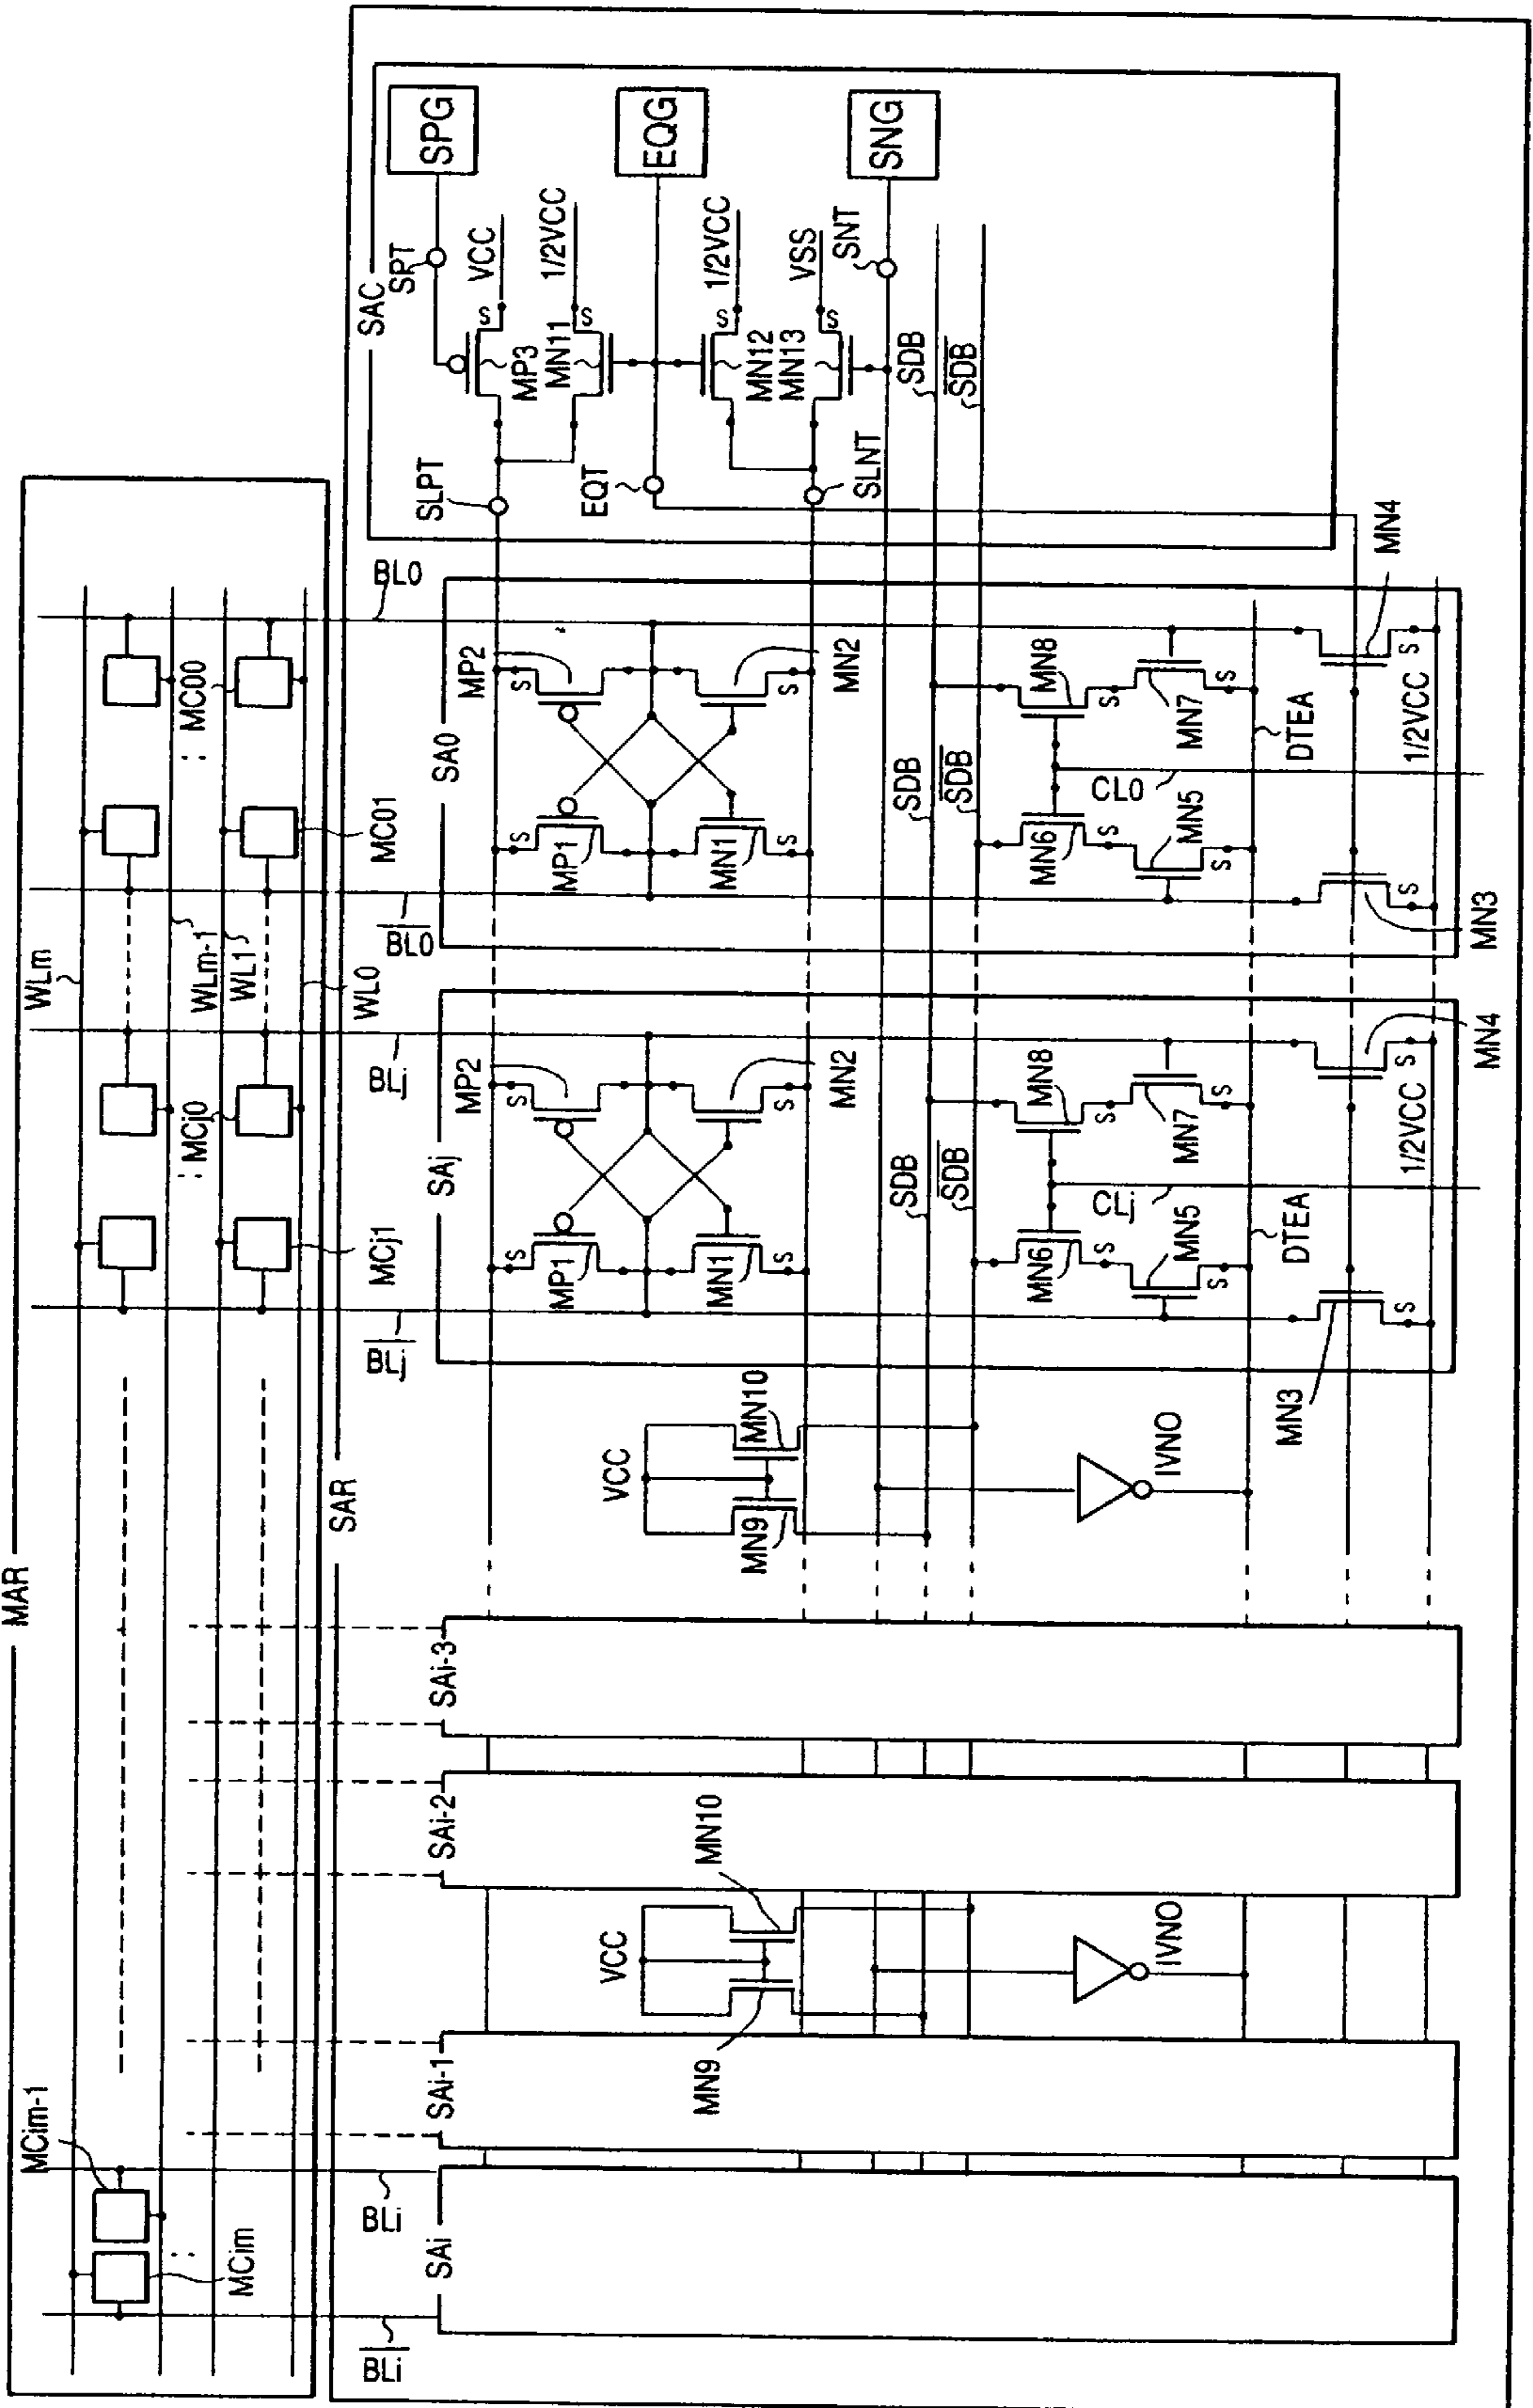 MAR
SAR
SAC
SPG
EQG
SNG
SPT
VCC
1/2VCC
1/2VCC
VSS
SNT
S
S
S
S
MP3
MN11
MN12
MN13
SDB
SDB
SLPT
EQT
SLNT
MN4
BL0
MC00
MC01
WLm
WLm-1
WL1
WL0
BL0
SA0
MP2
S
MP1
S
MN2
S
MN1
S
SDB
SDB
MN8
S
MN7
S
MN6
S
MN5
S
CL0
DTEA
1/2VCC
S
S
MN3
BLj
MCj0
MCj1
BLj
SAj
MP2
S
MP1
S
MN2
S
MN1
S
SDB
SDB
MN8
S
MN7
S
MN6
S
MN5
S
CLj
DTEA
1/2VCC
S
S
MN4
MN3
VCC
MN10
MN9
IVN0
SAi-3
SAi-2
MN10
VCC
MN9
IVN0
SAi-1
MCim-1
MCim
BLi
SAi
BLi